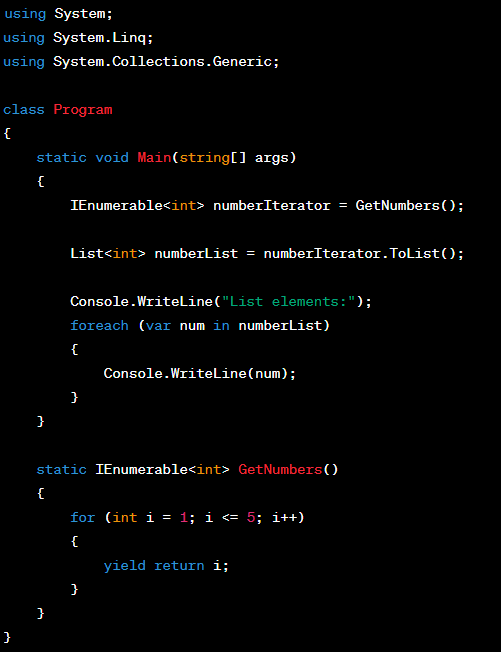 using System;
using System.Linq;
using System.Collections.Generic;

class Program
{
    static void Main(string[] args)
    {
        IEnumerable<int> numberIterator = GetNumbers();

        List<int> numberList = numberIterator.ToList();

        Console.WriteLine("List elements:");
        foreach (var num in numberList)
        {
            Console.WriteLine(num);
        }
    }

    static IEnumerable<int> GetNumbers()
    {
        for (int i = 1; i <= 5; i++)
        {
            yield return i;
        }
    }
}